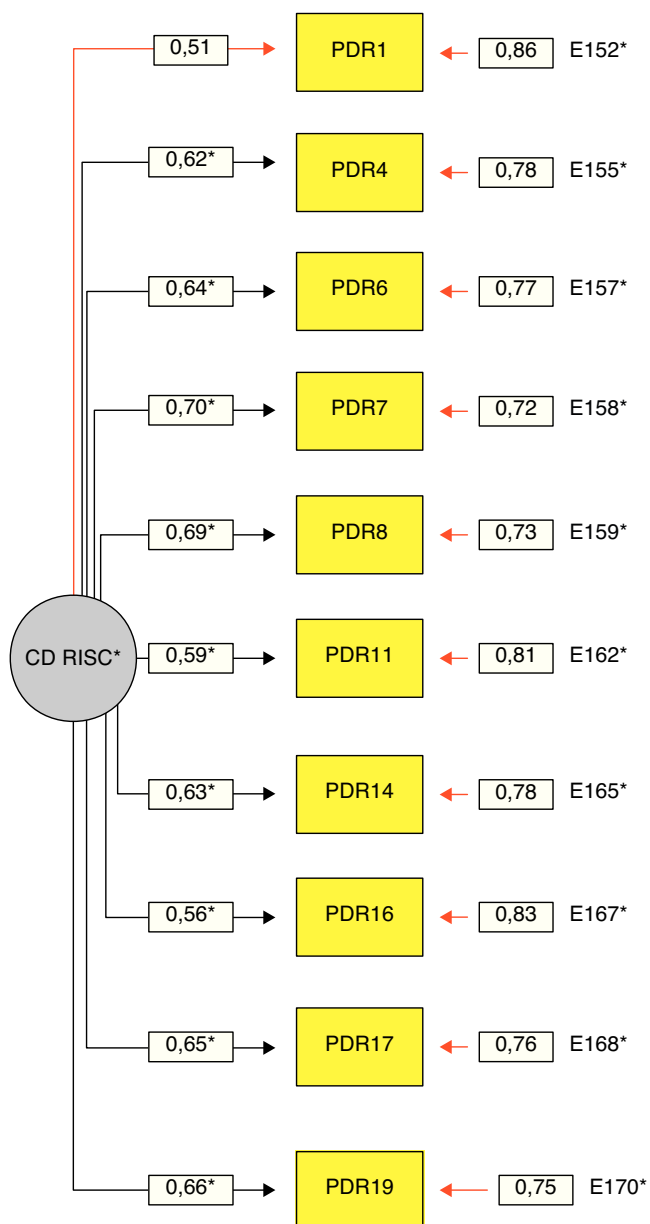 0,51 PDR1 0,86 E152*
0,62* PDR4 0,78 E155*
0,64* PDR6 0,77 E157*
0,70* PDR7 0,72 E158*
0,69* PDR8 0,73 E159*
CD RISC* 0,59* PDR11 0,81 E162*
0,63* PDR14 0,78 E165*
0,56* PDR16 0,83 E167*
0,65* PDR17 0,76 E168*
0,66* PDR19 0,75 E170*